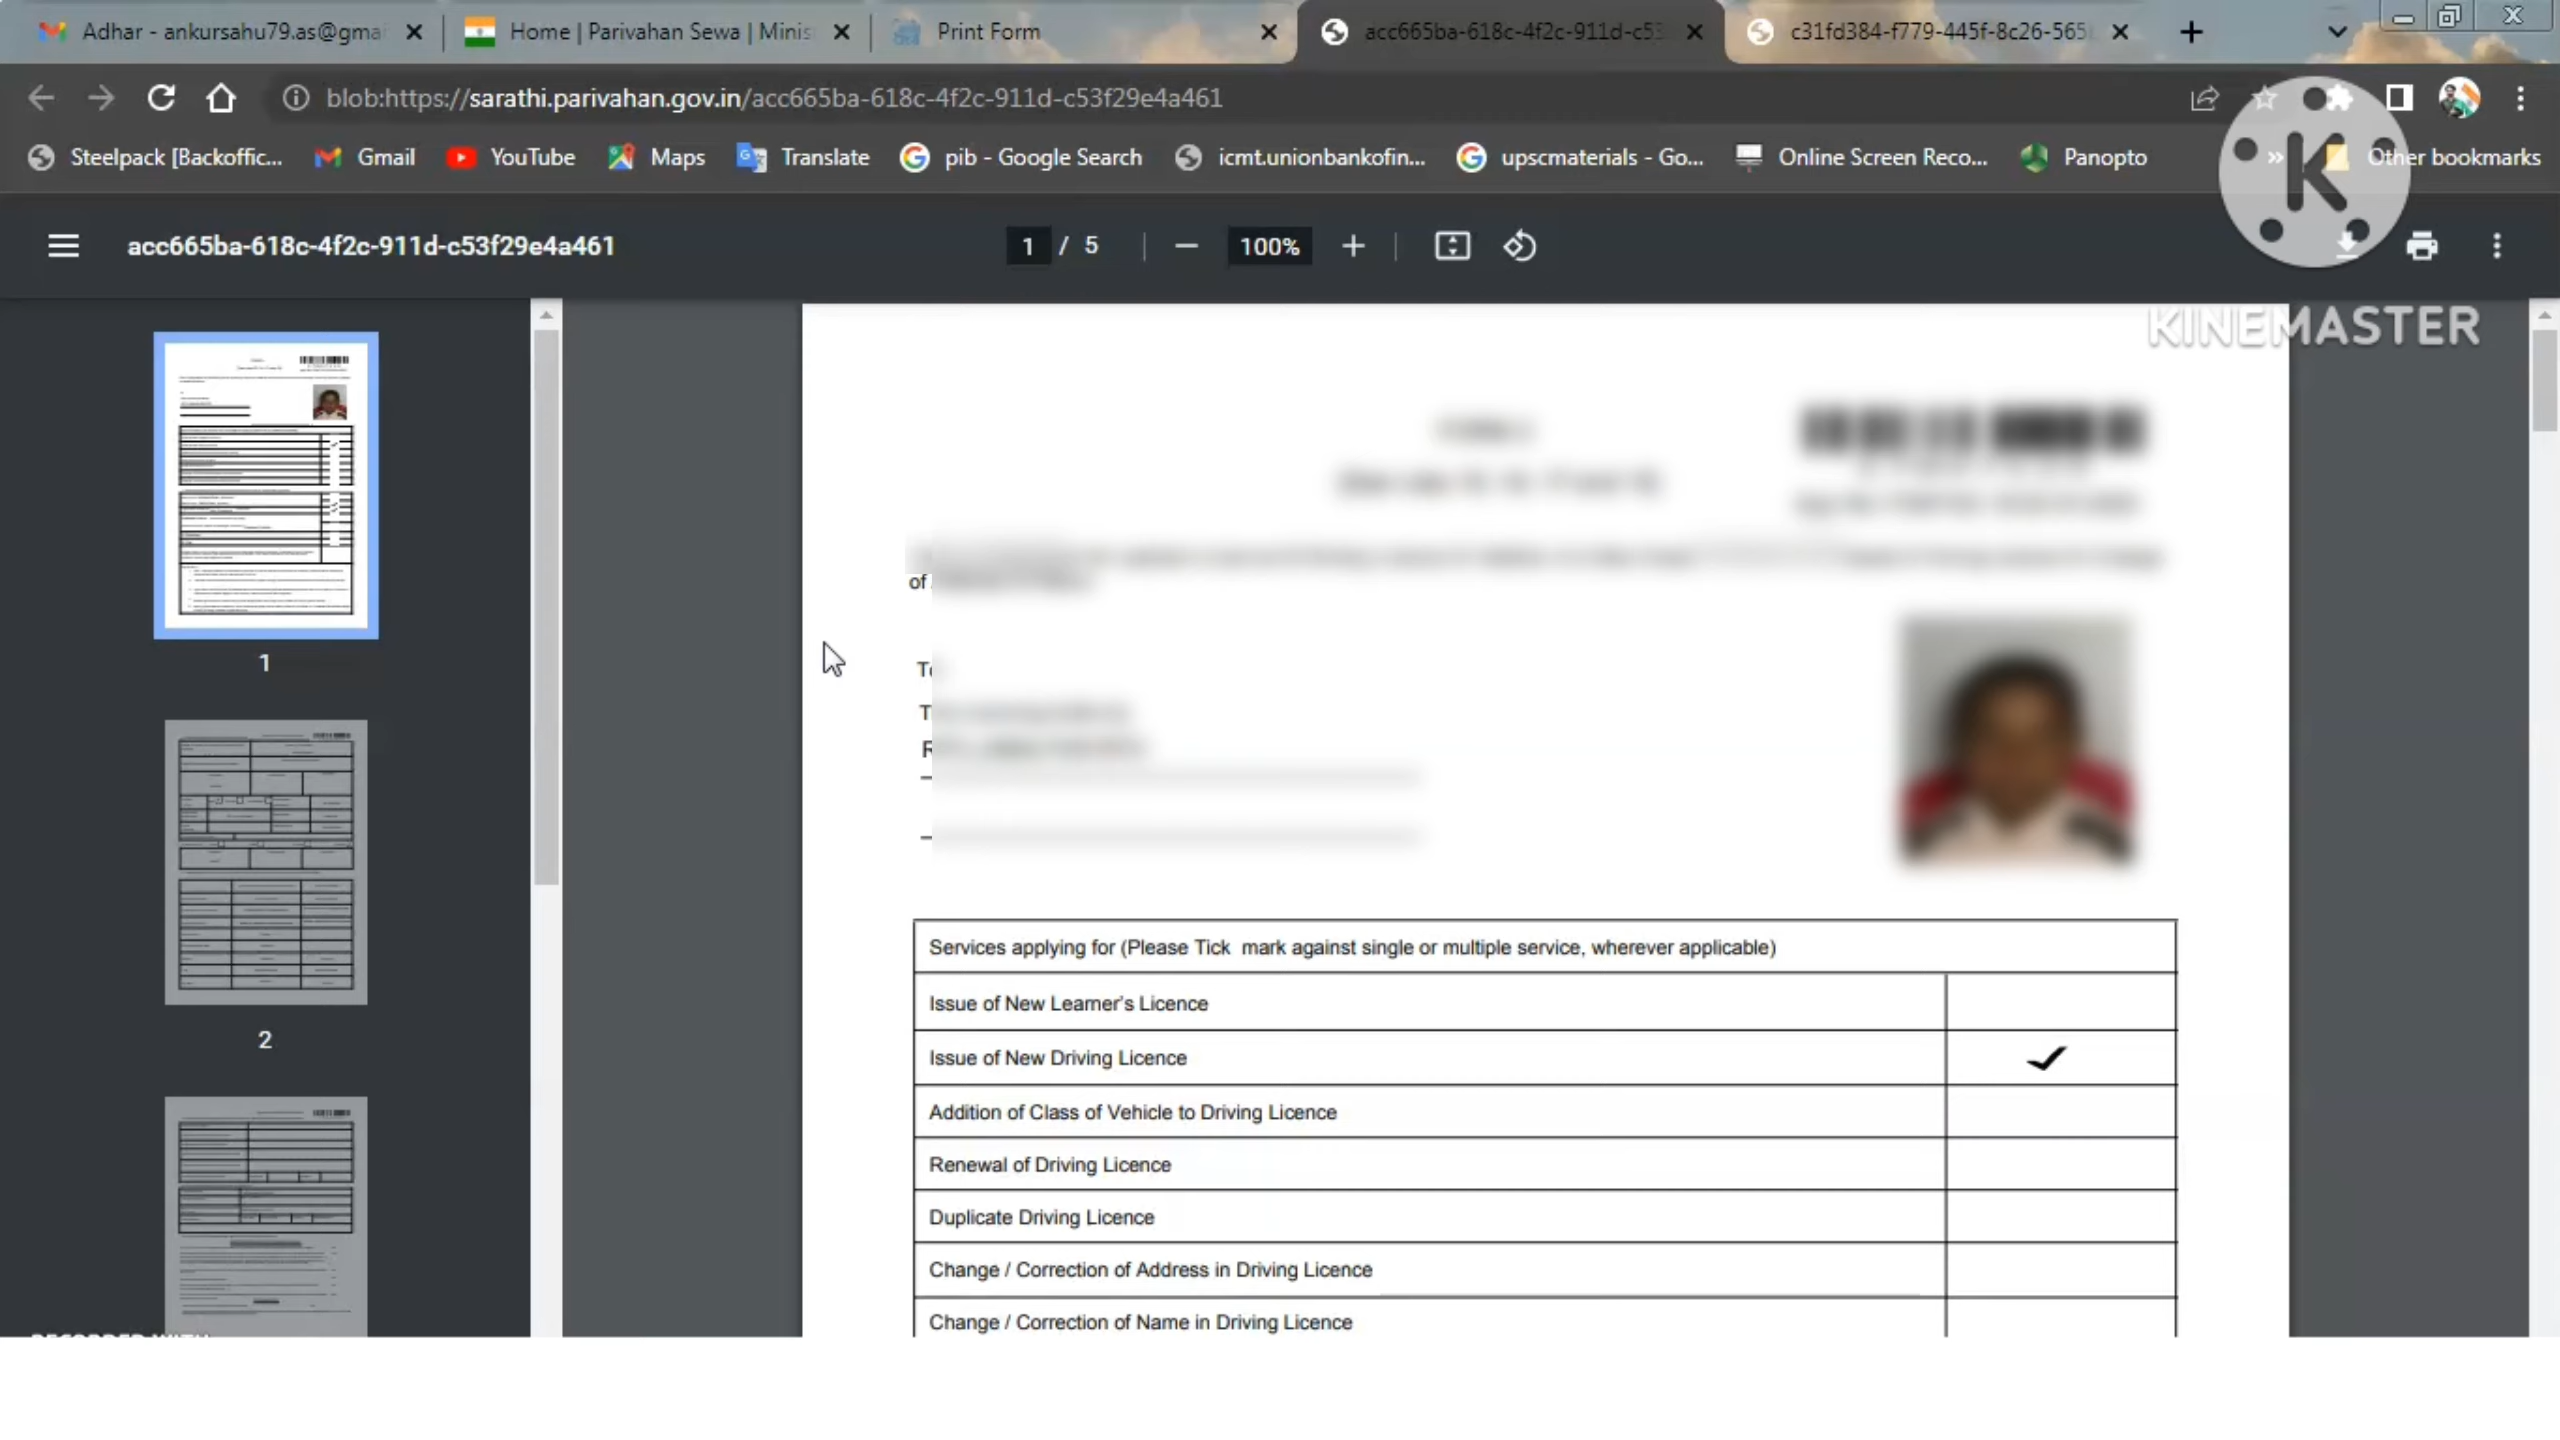 Adhar - ankursahu79.as@gmai
Home | Parivahan Sewa | Minis
Print Form
acc665ba-618c-4f2c-911d-c53
c31fd384-f779-445f-8c26-565
blob:https://sarathi.parivahan.gov.in/acc665ba-618c-4f2c-911d-c53f29e4a461
Steelpack [Backoffic...
Gmail
YouTube
Maps
Translate
pib - Google Search
icmt.unionbankofin...
upscmaterials - Go...
Online Screen Reco...
Panopto
»
Other bookmarks
K
acc665ba-618c-4f2c-911d-c53f29e4a461
1 / 5
100%
KINEMASTER
1
2
of
Services applying for (Please Tick mark against single or multiple service, wherever applicable)
Issue of New Learner's Licence
Issue of New Driving Licence
Addition of Class of Vehicle to Driving Licence
Renewal of Driving Licence
Duplicate Driving Licence
Change / Correction of Address in Driving Licence
Change / Correction of Name in Driving Licence